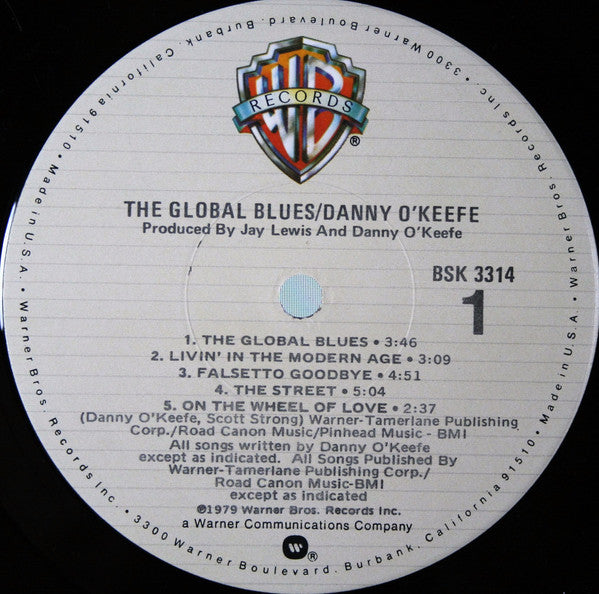 WB
RECORDS
®
THE GLOBAL BLUES/DANNY O'KEEFE
Produced By Jay Lewis And Danny O'Keefe
BSK 3314
1
1. THE GLOBAL BLUES • 3:46
2. LIVIN' IN THE MODERN AGE • 3:09
3. FALSETTO GOODBYE • 4:51
4. THE STREET • 5:04
5. ON THE WHEEL OF LOVE • 2:37
(Danny O'Keefe, Scott Strong) Warner-Tamerlane Publishing
Corp./Road Canon Music/Pinhead Music - BMI
All songs written by Danny O'Keefe
except as indicated. All Songs Published By
Warner-Tamerlane Publishing Corp./
Road Canon Music-BMI
except as indicated
℗1979 Warner Bros. Records Inc.
a Warner Communications Company
W ®
Warner Bros. Records Inc. • 3300 Warner Boulevard, Burbank, California 91510 • Made in U.S.A. • Warner Bros. Records Inc. • 3300 Warner Boulevard, Burbank, California 91510 • Made in U.S.A. •